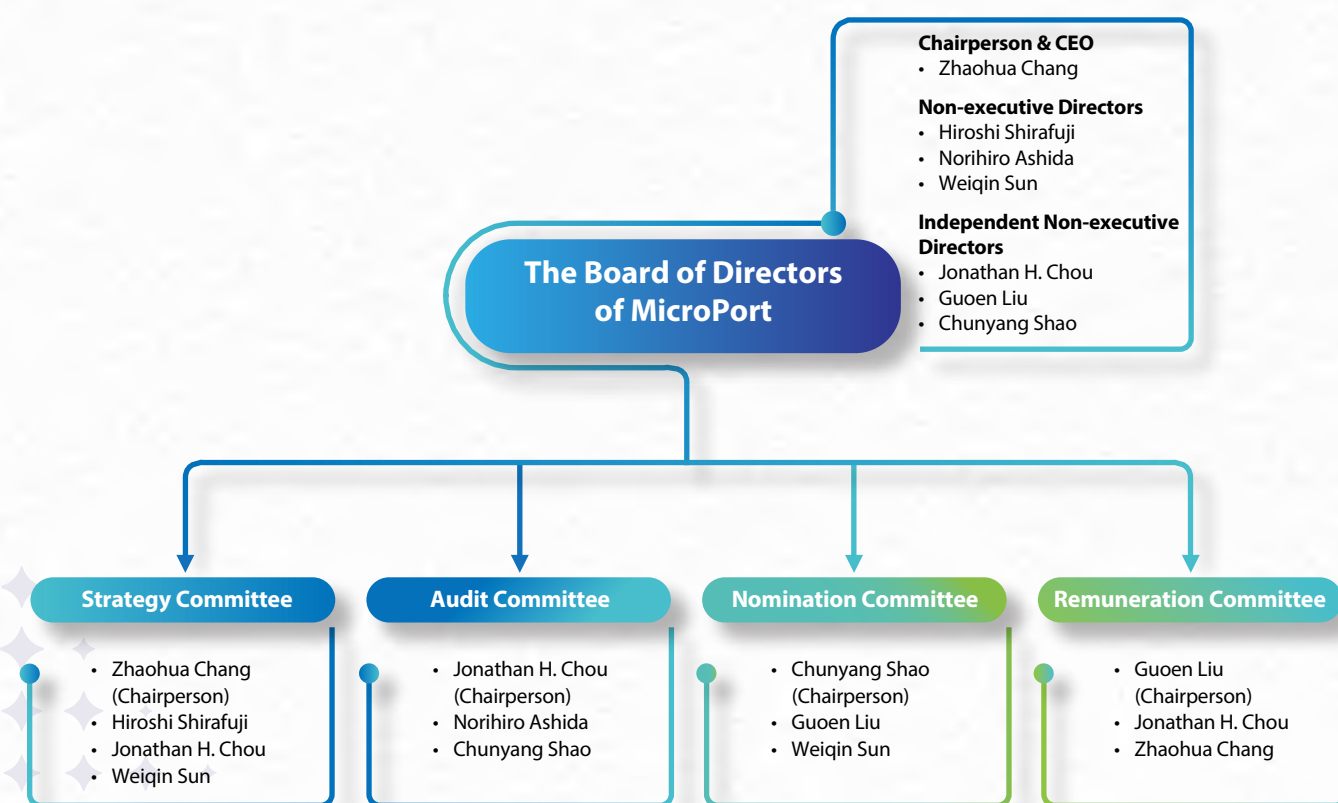 Chairperson & CEO
• Zhaohua Chang
Non-executive Directors
• Hiroshi Shirafuji
• Norihiro Ashida
• Weiqin Sun
Independent Non-executive
Directors
• Jonathan H. Chou
• Guoen Liu
• Chunyang Shao
The Board of Directors
of MicroPort
Strategy Committee
• Zhaohua Chang
(Chairperson)
• Hiroshi Shirafuji
• Jonathan H. Chou
• Weiqin Sun
Audit Committee
• Jonathan H. Chou
(Chairperson)
• Norihiro Ashida
• Chunyang Shao
Nomination Committee
• Chunyang Shao
(Chairperson)
• Guoen Liu
• Weiqin Sun
Remuneration Committee
• Guoen Liu
(Chairperson)
• Jonathan H. Chou
• Zhaohua Chang